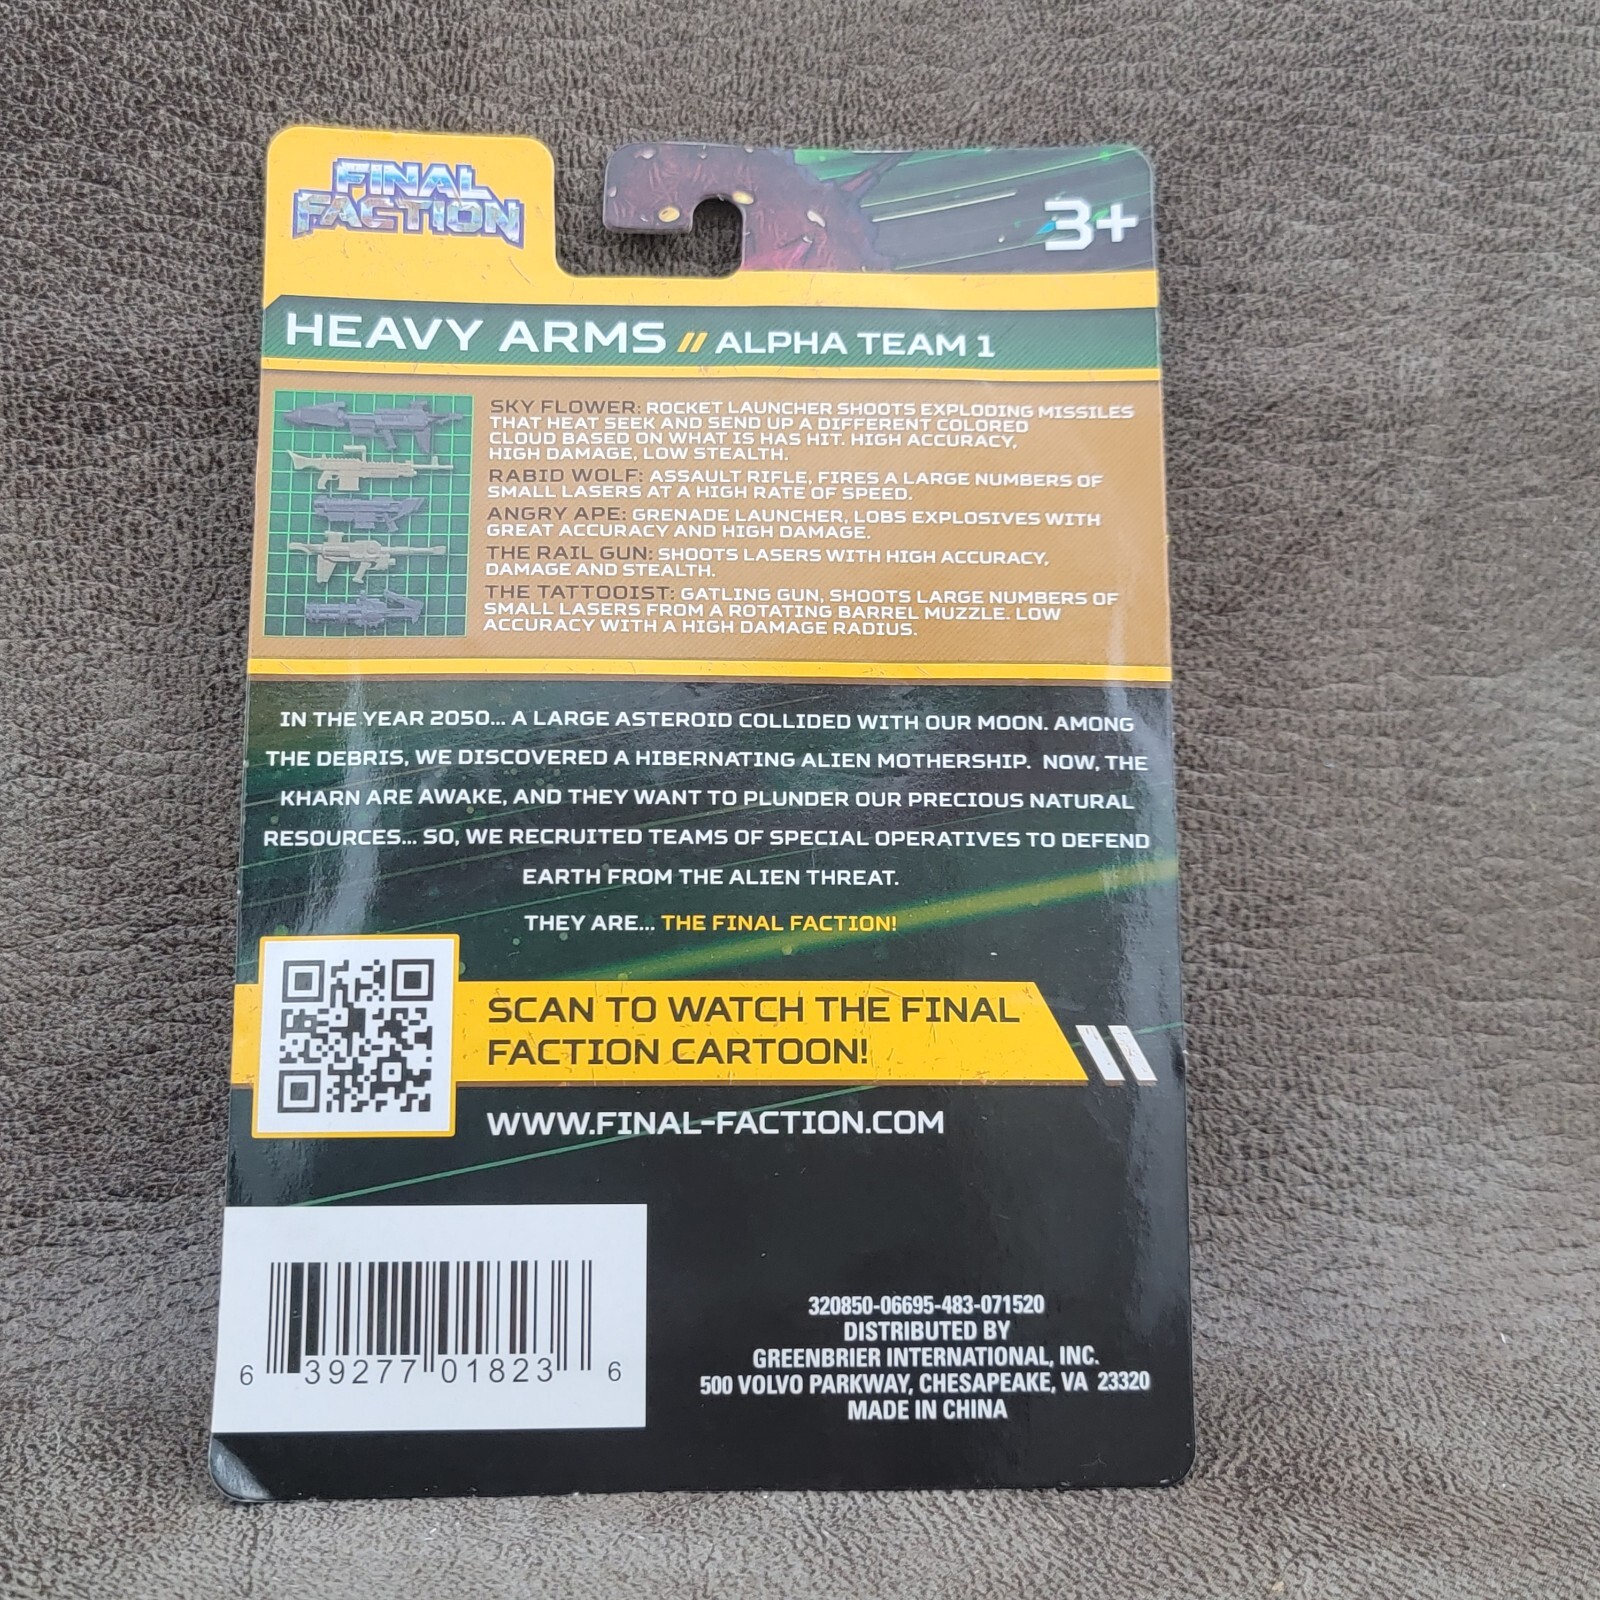 FINAL
FACTION
3+
HEAVY ARMS // ALPHA TEAM 1
SKY FLOWER: ROCKET LAUNCHER SHOOTS EXPLODING MISSILES
THAT HEAT SEEK AND SEND UP A DIFFERENT COLORED
CLOUD BASED ON WHAT IS HAS HIT. HIGH ACCURACY,
HIGH DAMAGE, LOW STEALTH.
RABID WOLF: ASSAULT RIFLE, FIRES A LARGE NUMBERS OF
SMALL LASERS AT A HIGH RATE OF SPEED.
ANGRY APE: GRENADE LAUNCHER, LOBS EXPLOSIVES WITH
GREAT ACCURACY AND HIGH DAMAGE.
THE RAIL GUN: SHOOTS LASERS WITH HIGH ACCURACY,
DAMAGE AND STEALTH.
THE TATTOOIST: GATLING GUN, SHOOTS LARGE NUMBERS OF
SMALL LASERS FROM A ROTATING BARREL MUZZLE. LOW
ACCURACY WITH A HIGH DAMAGE RADIUS.
IN THE YEAR 2050... A LARGE ASTEROID COLLIDED WITH OUR MOON. AMONG
THE DEBRIS, WE DISCOVERED A HIBERNATING ALIEN MOTHERSHIP. NOW, THE
KHARN ARE AWAKE, AND THEY WANT TO PLUNDER OUR PRECIOUS NATURAL
RESOURCES... SO, WE RECRUITED TEAMS OF SPECIAL OPERATIVES TO DEFEND
EARTH FROM THE ALIEN THREAT.
THEY ARE... THE FINAL FACTION!
SCAN TO WATCH THE FINAL
FACTION CARTOON!
WWW.FINAL-FACTION.COM
6 39277 01823 6
320850-06695-483-071520
DISTRIBUTED BY
GREENBRIER INTERNATIONAL, INC.
500 VOLVO PARKWAY, CHESAPEAKE, VA 23320
MADE IN CHINA